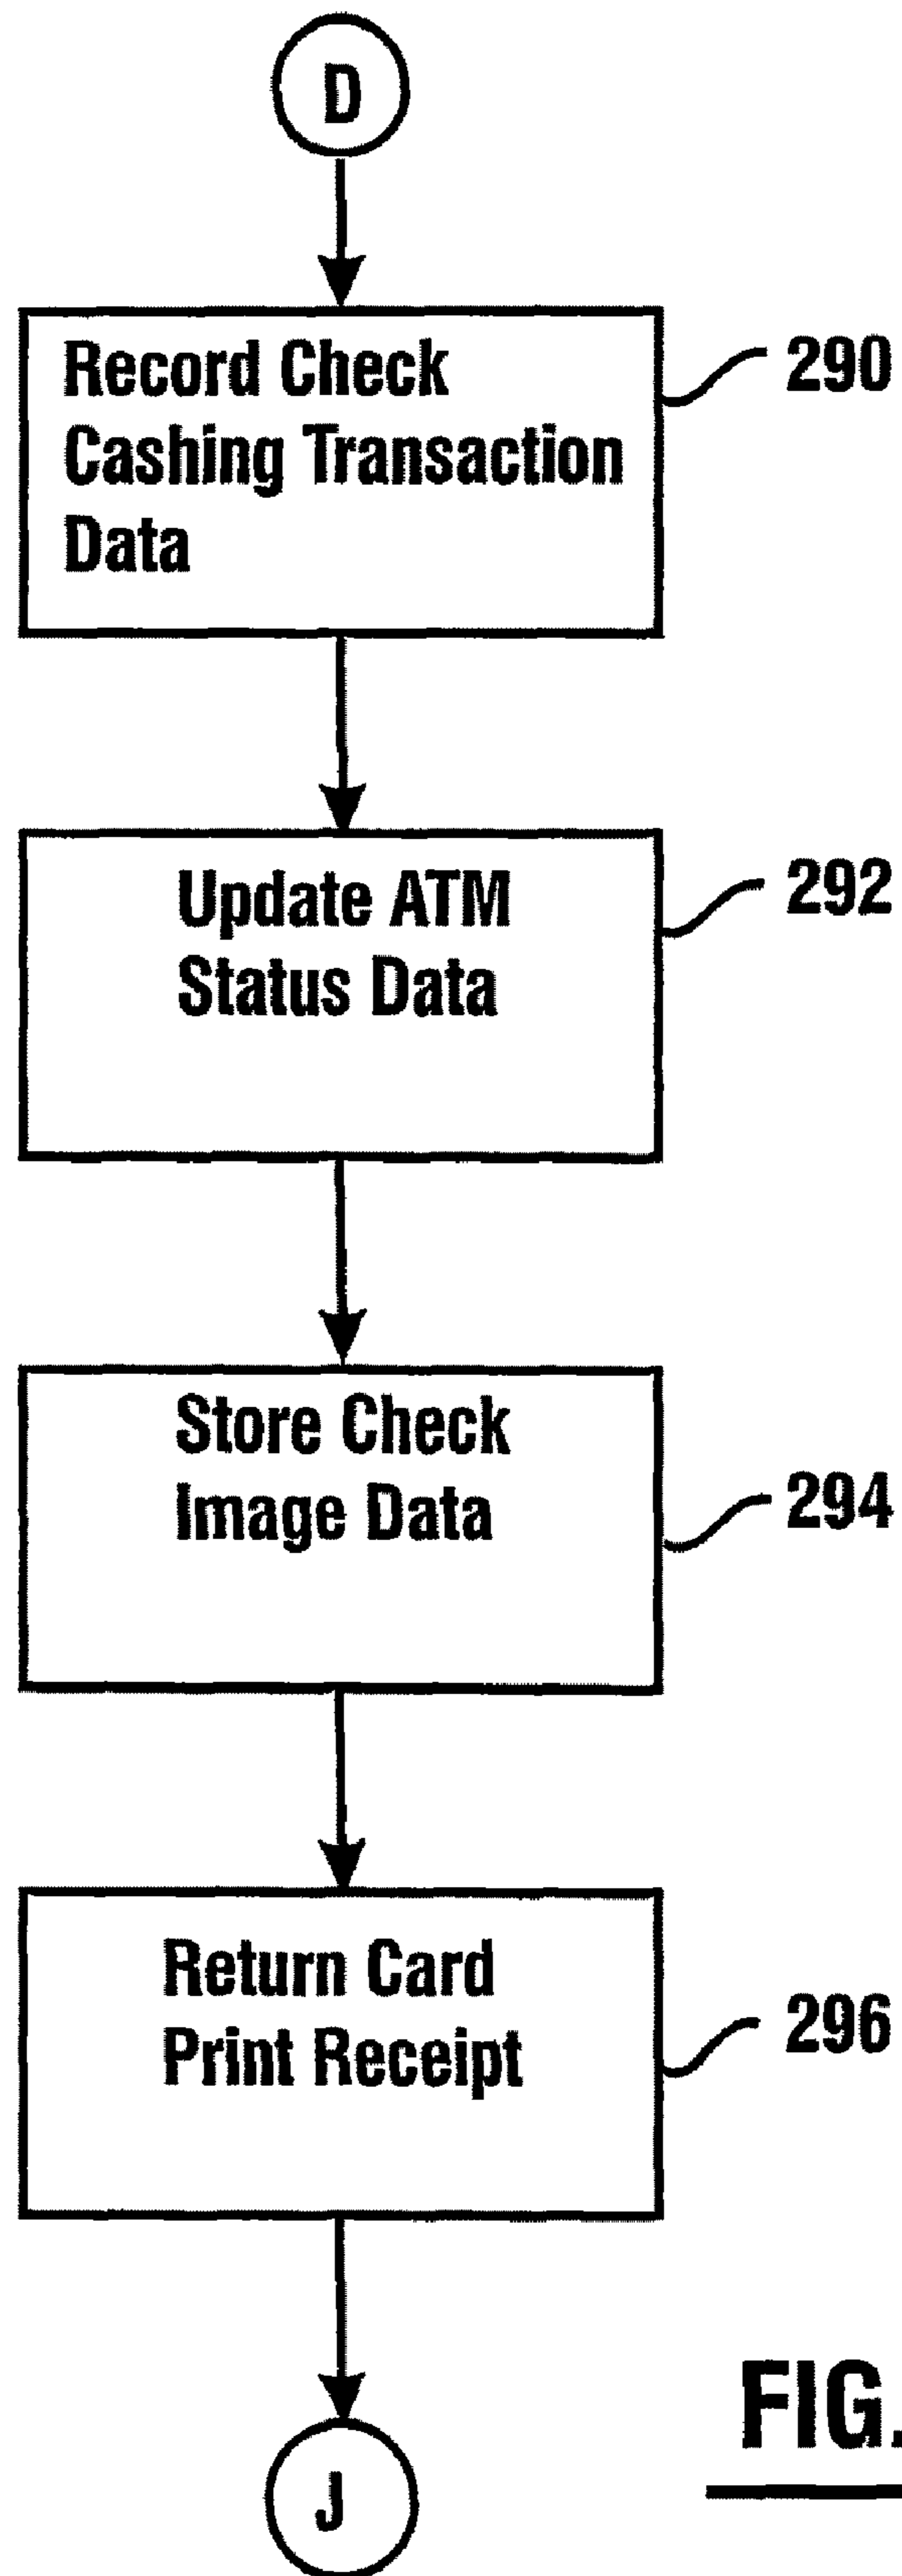 D
Record Check
Cashing Transaction
Data
290
Update ATM
Status Data
292
Store Check
Image Data
294
Return Card
Print Receipt
296
FIG.
J